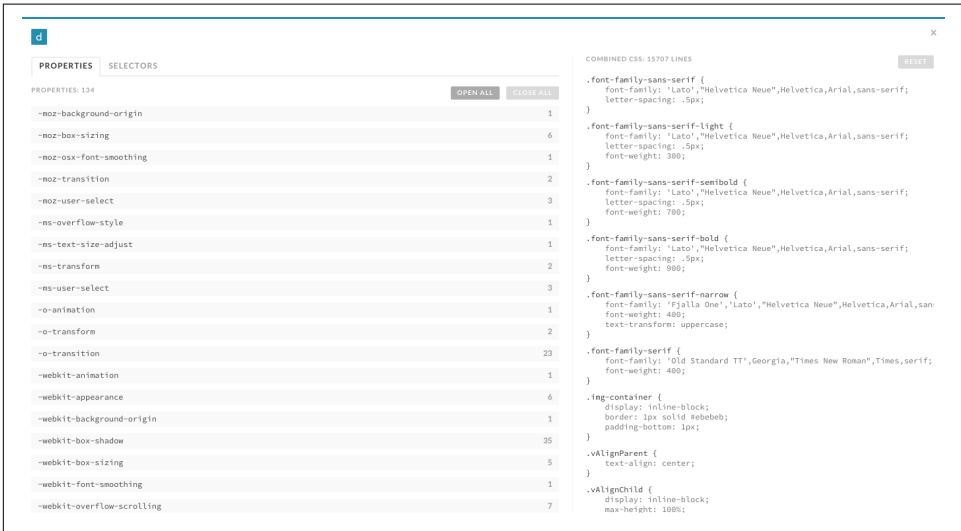 d
×
PROPERTIES SELECTORS
PROPERTIES: 134
OPEN ALL CLOSE ALL
-moz-background-origin 1
-moz-box-sizing 6
-moz-osx-font-smoothing 1
-moz-transition 2
-moz-user-select 3
-ms-overflow-style 1
-ms-text-size-adjust 1
-ms-transform 2
-ms-user-select 3
-o-animation 1
-o-transform 2
-o-transition 23
-webkit-animation 1
-webkit-appearance 6
-webkit-background-origin 1
-webkit-box-shadow 35
-webkit-box-sizing 5
-webkit-font-smoothing 1
-webkit-overflow-scrolling 7
COMBINED CSS: 15707 LINES
RESET
.font-family-sans-serif {
font-family: 'Lato',"Helvetica Neue",Helvetica,Arial,sans-serif;
letter-spacing: .5px;
}
.font-family-sans-serif-light {
font-family: 'Lato',"Helvetica Neue",Helvetica,Arial,sans-serif;
letter-spacing: .5px;
font-weight: 300;
}
.font-family-sans-serif-semibold {
font-family: 'Lato',"Helvetica Neue",Helvetica,Arial,sans-serif;
letter-spacing: .5px;
font-weight: 700;
}
.font-family-sans-serif-bold {
font-family: 'Lato',"Helvetica Neue",Helvetica,Arial,sans-serif;
letter-spacing: .5px;
font-weight: 900;
}
.font-family-sans-serif-narrow {
font-family: 'Fjalla One','Lato',"Helvetica Neue",Helvetica,Arial,san
font-weight: 400;
text-transform: uppercase;
}
.font-family-serif {
font-family: 'Old Standard TT',Georgia,"Times New Roman",Times,serif;
font-weight: 400;
}
.img-container {
display: inline-block;
border: 1px solid #ebebeb;
padding-bottom: 1px;
}
.vAlignParent {
text-align: center;
}
.vAlignChild {
display: inline-block;
max-height: 100%;